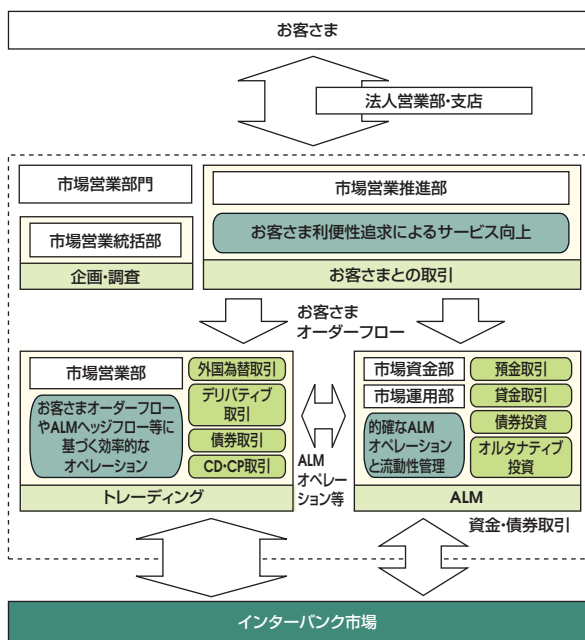 お客さま
法人営業部・支店
市場営業部門
市場営業統括部
企画・調査
市場営業推進部
お客さま利便性追求によるサービス向上
お客さまとの取引
お客さま
オーダーフロー
市場営業部
お客さまオーダーフロー
やALMヘッジフロー等に
基づく効率的な
オペレーション
外国為替取引
デリバティブ
取引
債券取引
CD・CP取引
トレーディング
ALM
オペレー
ション等
市場資金部
市場運用部
的確なALM
オペレーション
と流動性管理
預金取引
貸金取引
債券投資
オルタナティブ
投資
ALM
資金・債券取引
インターバンク市場